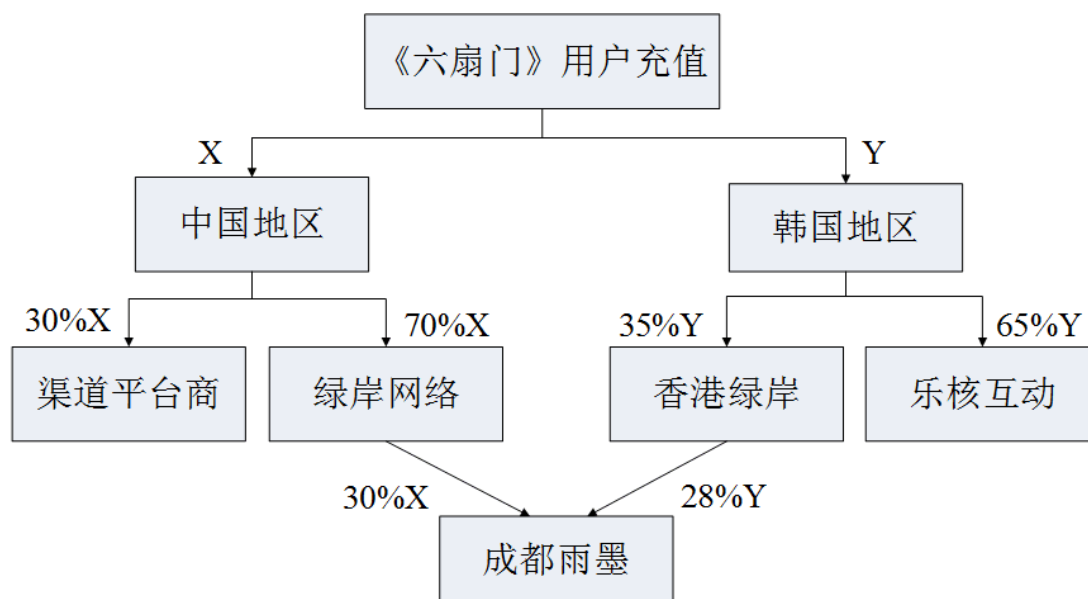 《六扇门》用户充值
X
Y
中国地区
韩国地区
30%X
70%X
35%Y
65%Y
渠道平台商
绿岸网络
香港绿岸
乐核互动
30%X
28%Y
成都雨墨